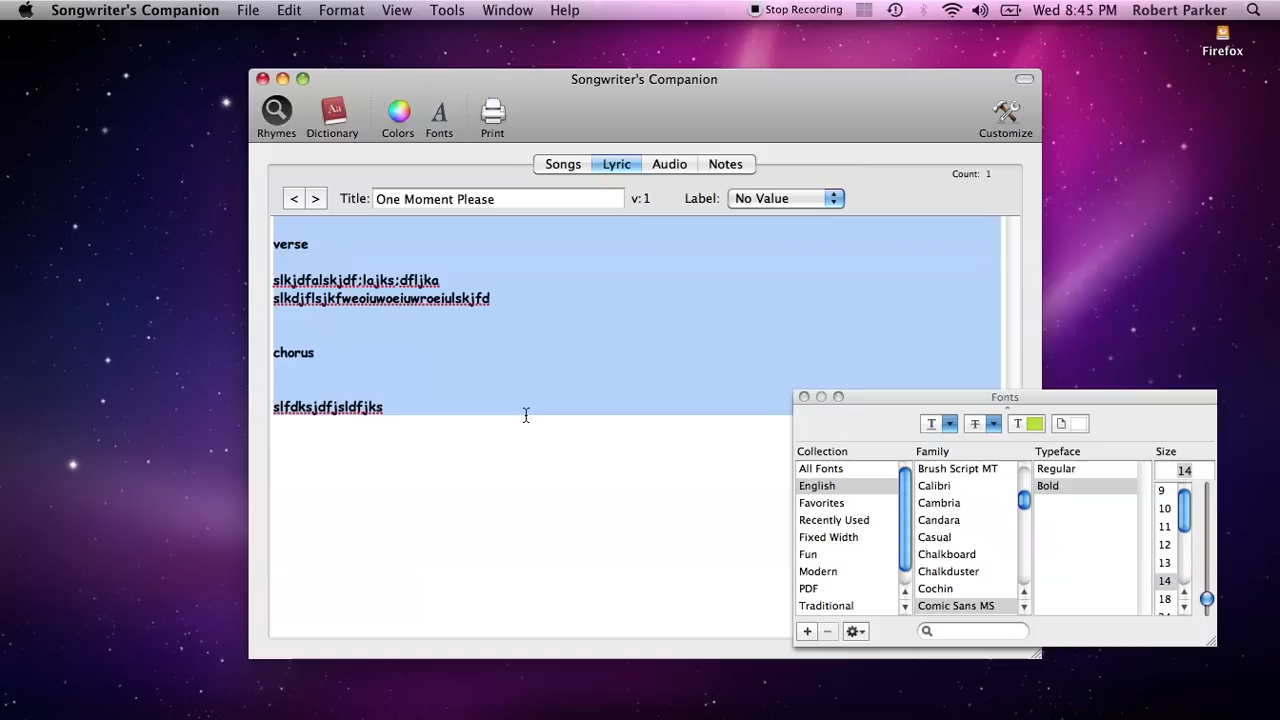 Songwriter's Companion File Edit Format View Tools Window Help Stop Recording Wed 8:45 PM Robert Parker
Firefox
Songwriter's Companion
Aa A
Rhymes Dictionary Colors Fonts Print Customize
Songs Lyric Audio Notes
Count: 1
< > Title: One Moment Please v:1 Label: No Value
verse
slkjdfalskjdf;lajks;dfljka
slkdjflsjkfweoiuwoeiuwroeiulskjfd
chorus
slfdksjdfjsldfjks
Fonts
T T T
Collection Family Typeface Size
All Fonts Brush Script MT Regular 14
English Calibri Bold 9
Favorites Cambria 10
Recently Used Candara 11
Fixed Width Casual 12
Fun Chalkboard 13
Modern Chalkduster 14
PDF Cochin 18
Traditional Comic Sans MS
+ −